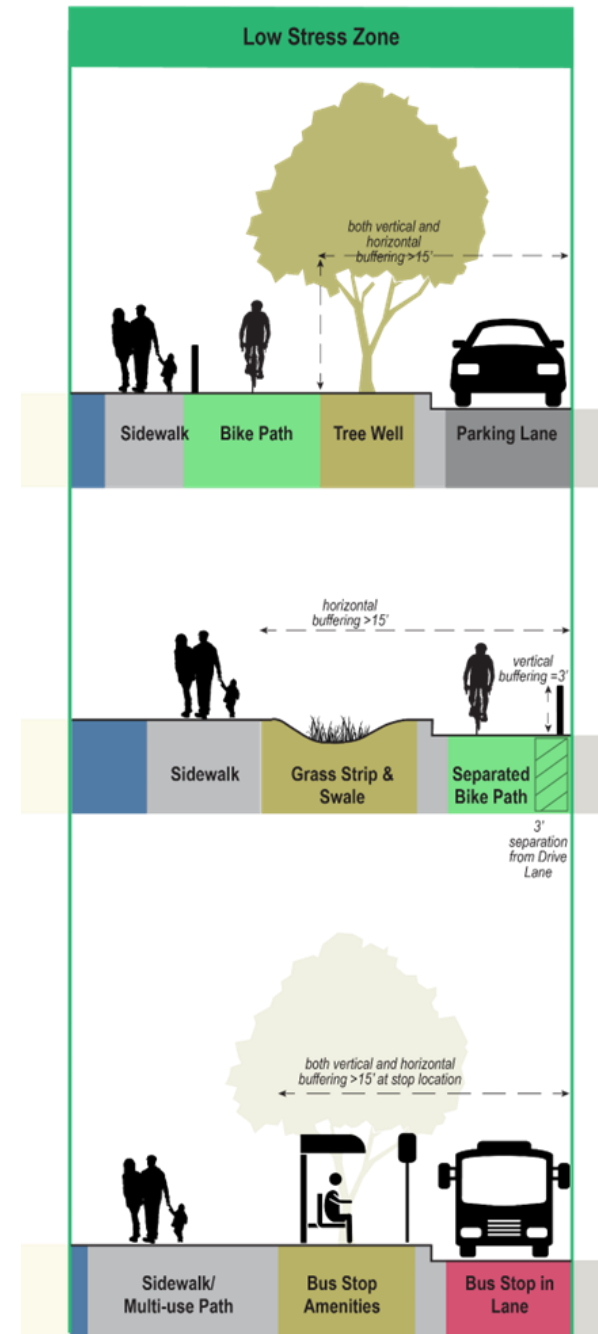 Low Stress Zone
both vertical and
horizontal
buffering >15'
Sidewalk
Bike Path
Tree Well
Parking Lane
horizontal
buffering >15'
vertical
buffering =3'
Sidewalk
Grass Strip &
Swale
Separated
Bike Path
3'
separation
from Drive
Lane
both vertical and horizontal
buffering >15' at stop location
Sidewalk/
Multi-use Path
Bus Stop
Amenities
Bus Stop in
Lane